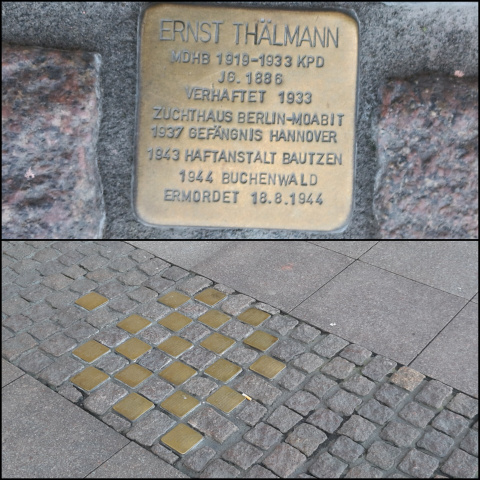 ERNST THÄLMANN
MDHB 1919-1933 KPD
JG. 1886
VERHAFTET 1933
ZUCHTHAUS BERLIN-MOABIT
1937 GEFÄNGNIS HANNOVER
1943 HAFTANSTALT BAUTZEN
1944 BUCHENWALD
ERMORDET 18.8.1944